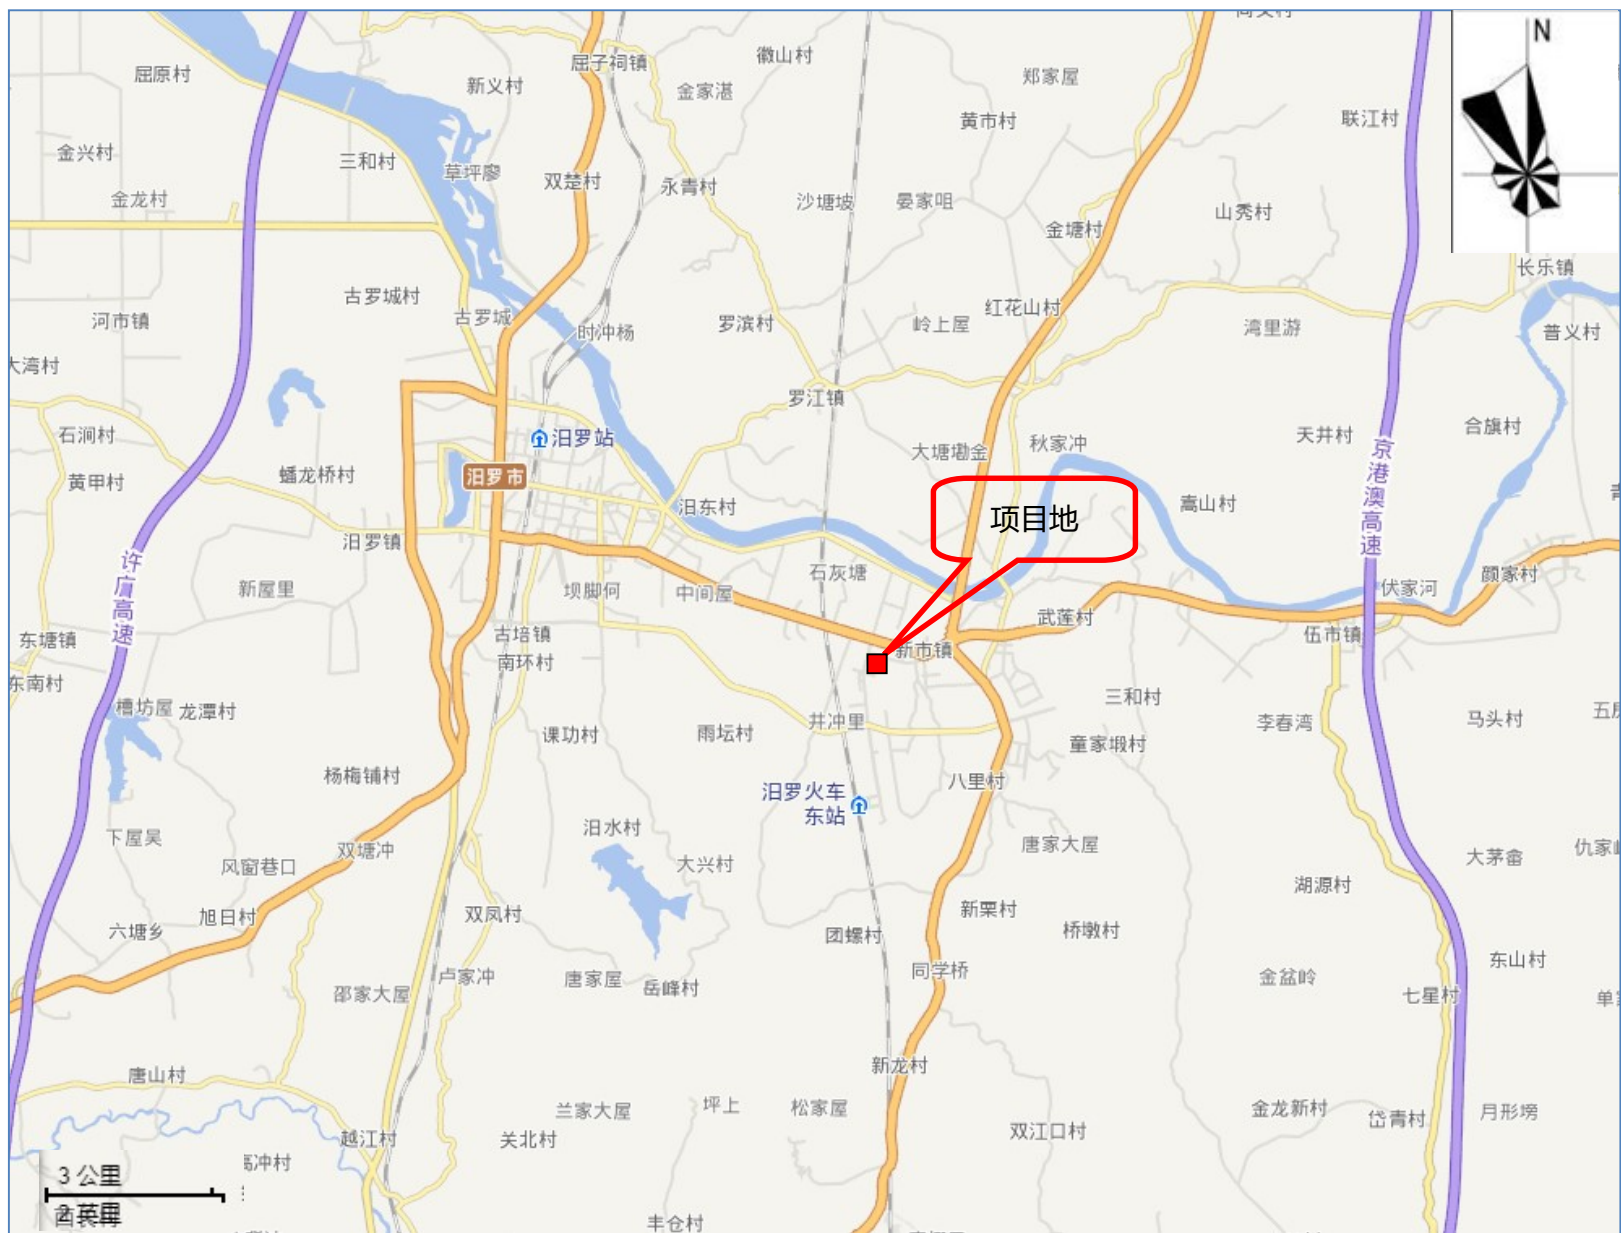 N
屈原村
新义村
屈子祠镇
徽山村
金家湛
郑家屋
联江村
黄市村
金兴村
三和村
草坪廖
双楚村
永青村
沙塘坡
晏家咀
金龙村
山秀村
金塘村
长乐镇
古罗城村
古罗城
河市镇
时冲杨
罗滨村
岭上屋
红花山村
湾里游
普义村
大湾村
罗江镇
石涧村
汨罗站
大塘墈金
秋家冲
天井村
合旗村
黄甲村
蟠龙桥村
汨罗市
汨东村
嵩山村
京港澳高速
项目地
汨罗镇
许广高速
新屋里
坝脚何
中间屋
石灰塘
颜家村
伏家河
武莲村
东塘镇
古培镇
南环村
新市镇
伍市镇
东南村
槽坊屋
龙潭村
三和村
课功村
雨坛村
井冲里
李春湾
马头村
童家塅村
杨梅铺村
汨罗火车
东站
八里村
下屋吴
双塘冲
汨水村
风窗巷口
大兴村
唐家大屋
大茅畲
湖源村
旭日村
六塘乡
双凤村
团螺村
新栗村
桥墩村
东山村
卢家冲
邵家大屋
唐家屋
岳峰村
同学桥
金盆岭
七星村
新龙村
唐山村
兰家大屋
坪上
松家屋
金龙新村
岱青村
月形塝
越江村
关北村
双江口村
3 公里
2 英里
丰仓村